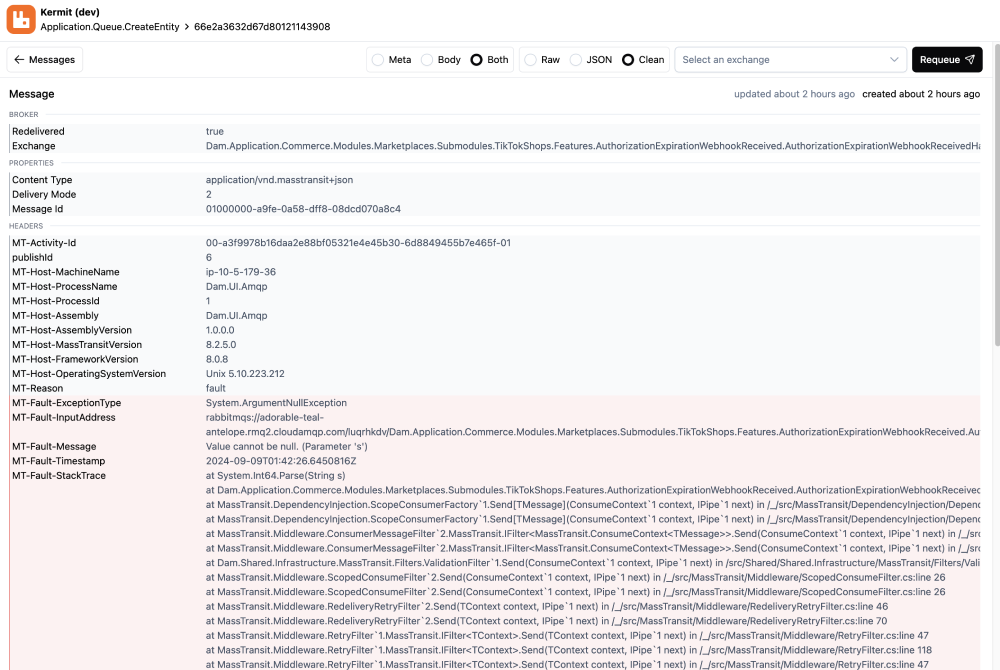 Kermit (dev)
Application.Queue.CreateEntity > 66e2a3632d67d80121143908
← Messages
Meta Body Both Raw JSON Clean Select an exchange Requeue
Message updated about 2 hours ago created about 2 hours ago
BROKER
Redelivered true
Exchange Dam.Application.Commerce.Modules.Marketplaces.Submodules.TikTokShops.Features.AuthorizationExpirationWebhookReceived.AuthorizationExpirationWebhookReceivedHa
PROPERTIES
Content Type application/vnd.masstransit+json
Delivery Mode 2
Message Id 01000000-a9fe-0a58-dff8-08dcd070a8c4
HEADERS
MT-Activity-Id 00-a3f9978b16daa2e88bf05321e4e45b30-6d8849455b7e465f-01
publishId 6
MT-Host-MachineName ip-10-5-179-36
MT-Host-ProcessName Dam.UI.Amqp
MT-Host-ProcessId 1
MT-Host-Assembly Dam.UI.Amqp
MT-Host-AssemblyVersion 1.0.0.0
MT-Host-MassTransitVersion 8.2.5.0
MT-Host-FrameworkVersion 8.0.8
MT-Host-OperatingSystemVersion Unix 5.10.223.212
MT-Reason fault
MT-Fault-ExceptionType System.ArgumentNullException
MT-Fault-InputAddress rabbitmqs://adorable-teal-
antelope.rmq2.cloudamqp.com/luqrhkdv/Dam.Application.Commerce.Modules.Marketplaces.Submodules.TikTokShops.Features.AuthorizationExpirationWebhookReceived.Au
MT-Fault-Message Value cannot be null. (Parameter 's')
MT-Fault-Timestamp 2024-09-09T01:42:26.6450816Z
MT-Fault-StackTrace at System.Int64.Parse(String s)
at Dam.Application.Commerce.Modules.Marketplaces.Submodules.TikTokShops.Features.AuthorizationExpirationWebhookReceived.AuthorizationExpirationWebhookReceived
at MassTransit.DependencyInjection.ScopeConsumerFactory`1.Send[TMessage](ConsumeContext`1 context, IPipe`1 next) in /_/src/MassTransit/DependencyInjection/Depend
at MassTransit.DependencyInjection.ScopeConsumerFactory`1.Send[TMessage](ConsumeContext`1 context, IPipe`1 next) in /_/src/MassTransit/DependencyInjection/Depend
at MassTransit.Middleware.ConsumerMessageFilter`2.MassTransit.IFilter<MassTransit.ConsumeContext<TMessage>>.Send(ConsumeContext`1 context, IPipe`1 next) in /_/src
at MassTransit.Middleware.ConsumerMessageFilter`2.MassTransit.IFilter<MassTransit.ConsumeContext<TMessage>>.Send(ConsumeContext`1 context, IPipe`1 next) in /_/src
at Dam.Shared.Infrastructure.MassTransit.Filters.ValidationFilter`1.Send(ConsumeContext`1 context, IPipe`1 next) in /src/Shared/Shared.Infrastructure/MassTransit/Filters/Vali
at MassTransit.Middleware.ScopedConsumeFilter`2.Send(ConsumeContext`1 context, IPipe`1 next) in /_/src/MassTransit/Middleware/ScopedConsumeFilter.cs:line 26
at MassTransit.Middleware.ScopedConsumeFilter`2.Send(ConsumeContext`1 context, IPipe`1 next) in /_/src/MassTransit/Middleware/ScopedConsumeFilter.cs:line 26
at MassTransit.Middleware.RedeliveryRetryFilter`2.Send(TContext context, IPipe`1 next) in /_/src/MassTransit/Middleware/RedeliveryRetryFilter.cs:line 46
at MassTransit.Middleware.RedeliveryRetryFilter`2.Send(TContext context, IPipe`1 next) in /_/src/MassTransit/Middleware/RedeliveryRetryFilter.cs:line 70
at MassTransit.Middleware.RetryFilter`1.MassTransit.IFilter<TContext>.Send(TContext context, IPipe`1 next) in /_/src/MassTransit/Middleware/RetryFilter.cs:line 47
at MassTransit.Middleware.RetryFilter`1.MassTransit.IFilter<TContext>.Send(TContext context, IPipe`1 next) in /_/src/MassTransit/Middleware/RetryFilter.cs:line 118
at MassTransit.Middleware.RetryFilter`1.MassTransit.IFilter<TContext>.Send(TContext context, IPipe`1 next) in /_/src/MassTransit/Middleware/RetryFilter.cs:line 47